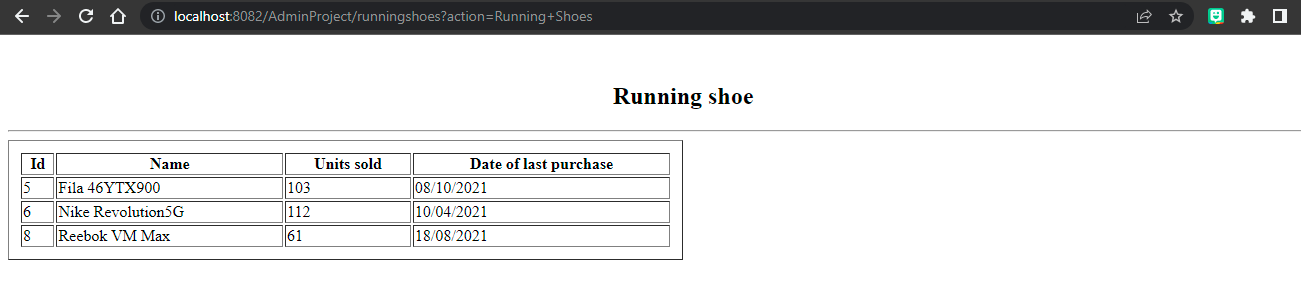 localhost:8082/AdminProject/runningshoes?action=Running+Shoes
Running shoe
Id Name Units sold Date of last purchase
5 Fila 46YTX900 103 08/10/2021
6 Nike Revolution5G 112 10/04/2021
8 Reebok VM Max 61 18/08/2021